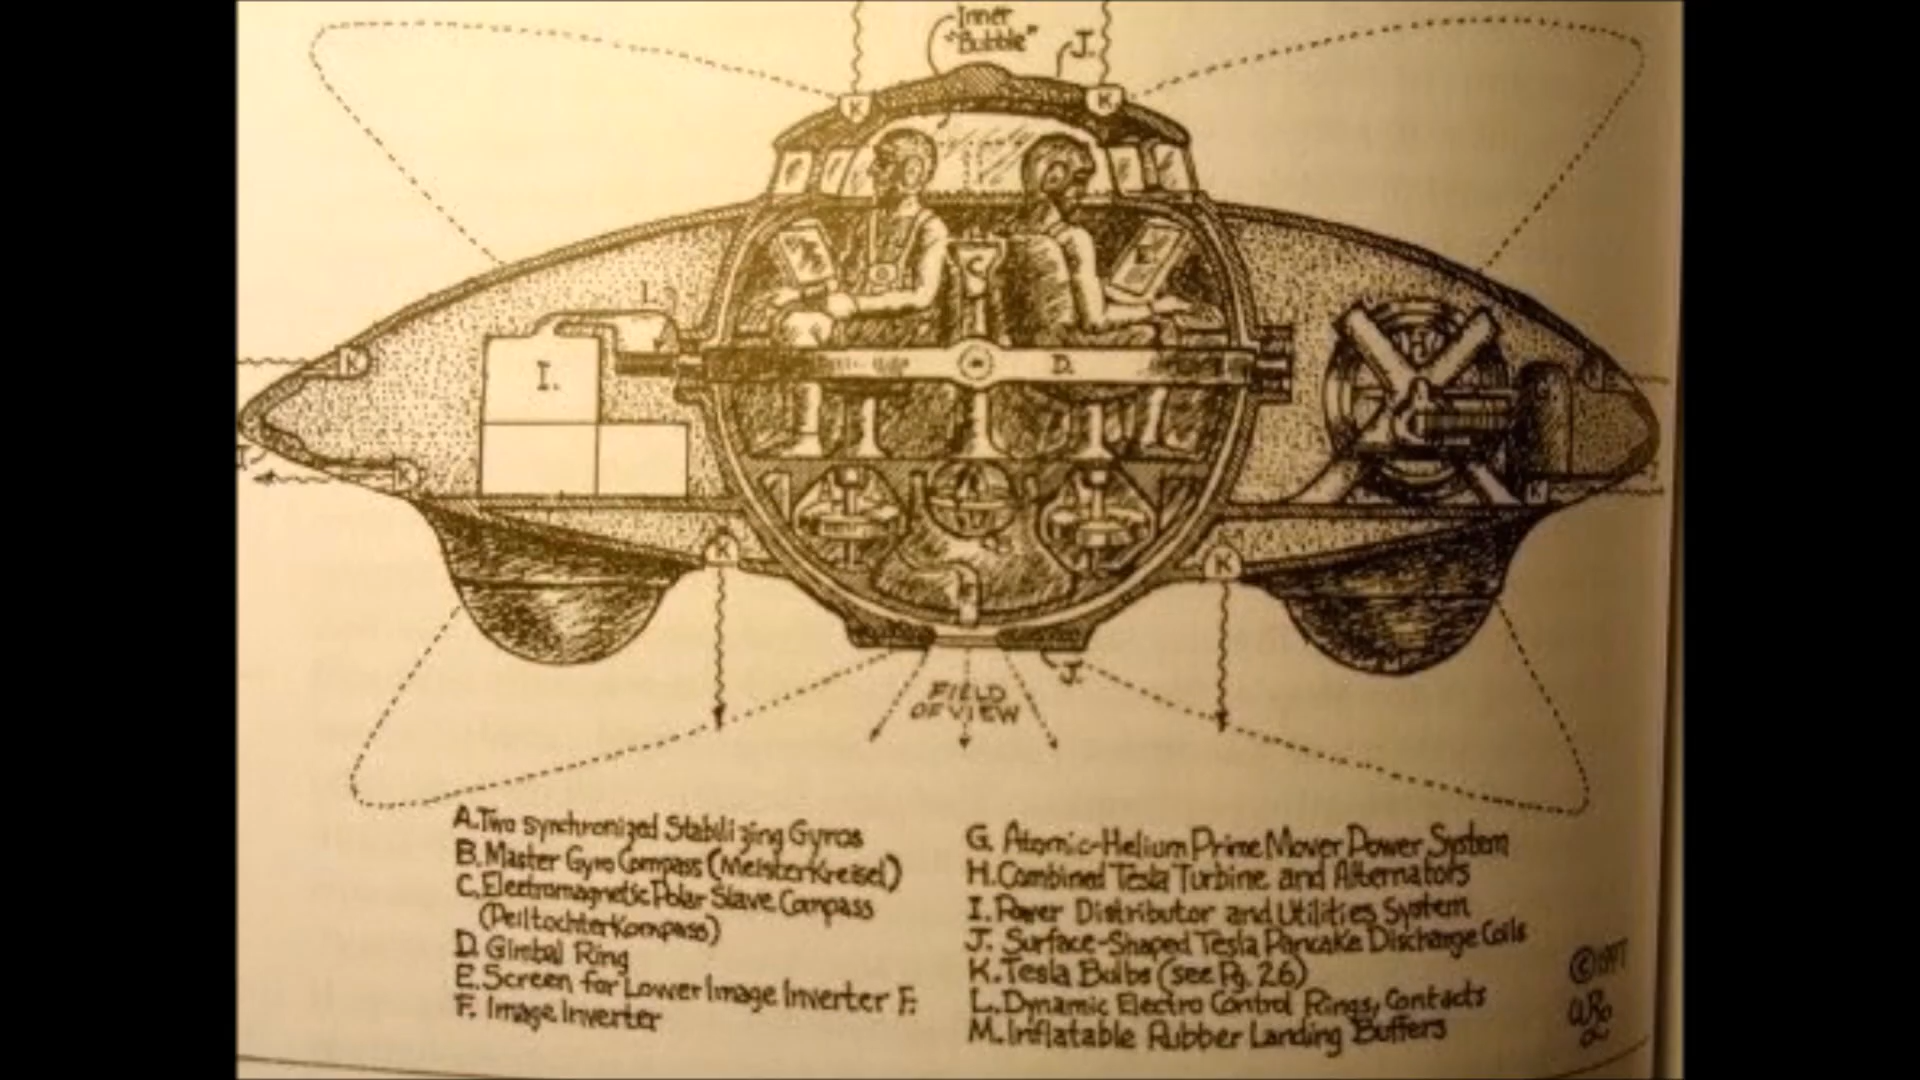 Inner
"Bubble"
J.
K
K
C
L
I.
D.
H
K
K
K
K
K
J.
FIELD
OF VIEW
A. Two Synchronized Stabilizing Gyros
B. Master Gyro Compass (Meisterkreisel)
C. Electromagnetic Polar Slave Compass
(Peiltochterkompass)
D. Gimbal Ring
E. Screen for Lower Image Inverter F.
F. Image Inverter
G. Atomic-Helium Prime Mover Power System
H. Combined Tesla Turbine and Alternators
I. Power Distributor and Utilities System
J. Surface-Shaped Tesla Pancake Discharge Coils
K. Tesla Bulbs (see Pg. 26)
L. Dynamic Electro Control Rings, Contacts
M. Inflatable Rubber Landing Buffers
©1997